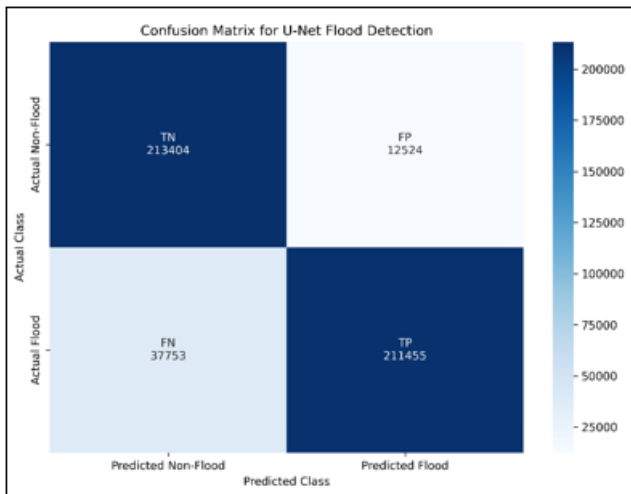 Confusion Matrix for U-Net Flood Detection
Actual Class
Actual Non-Flood
Actual Flood
TN
213404
FP
12524
FN
37753
TP
211455
Predicted Non-Flood
Predicted Flood
Predicted Class
200000
175000
150000
125000
100000
75000
50000
25000